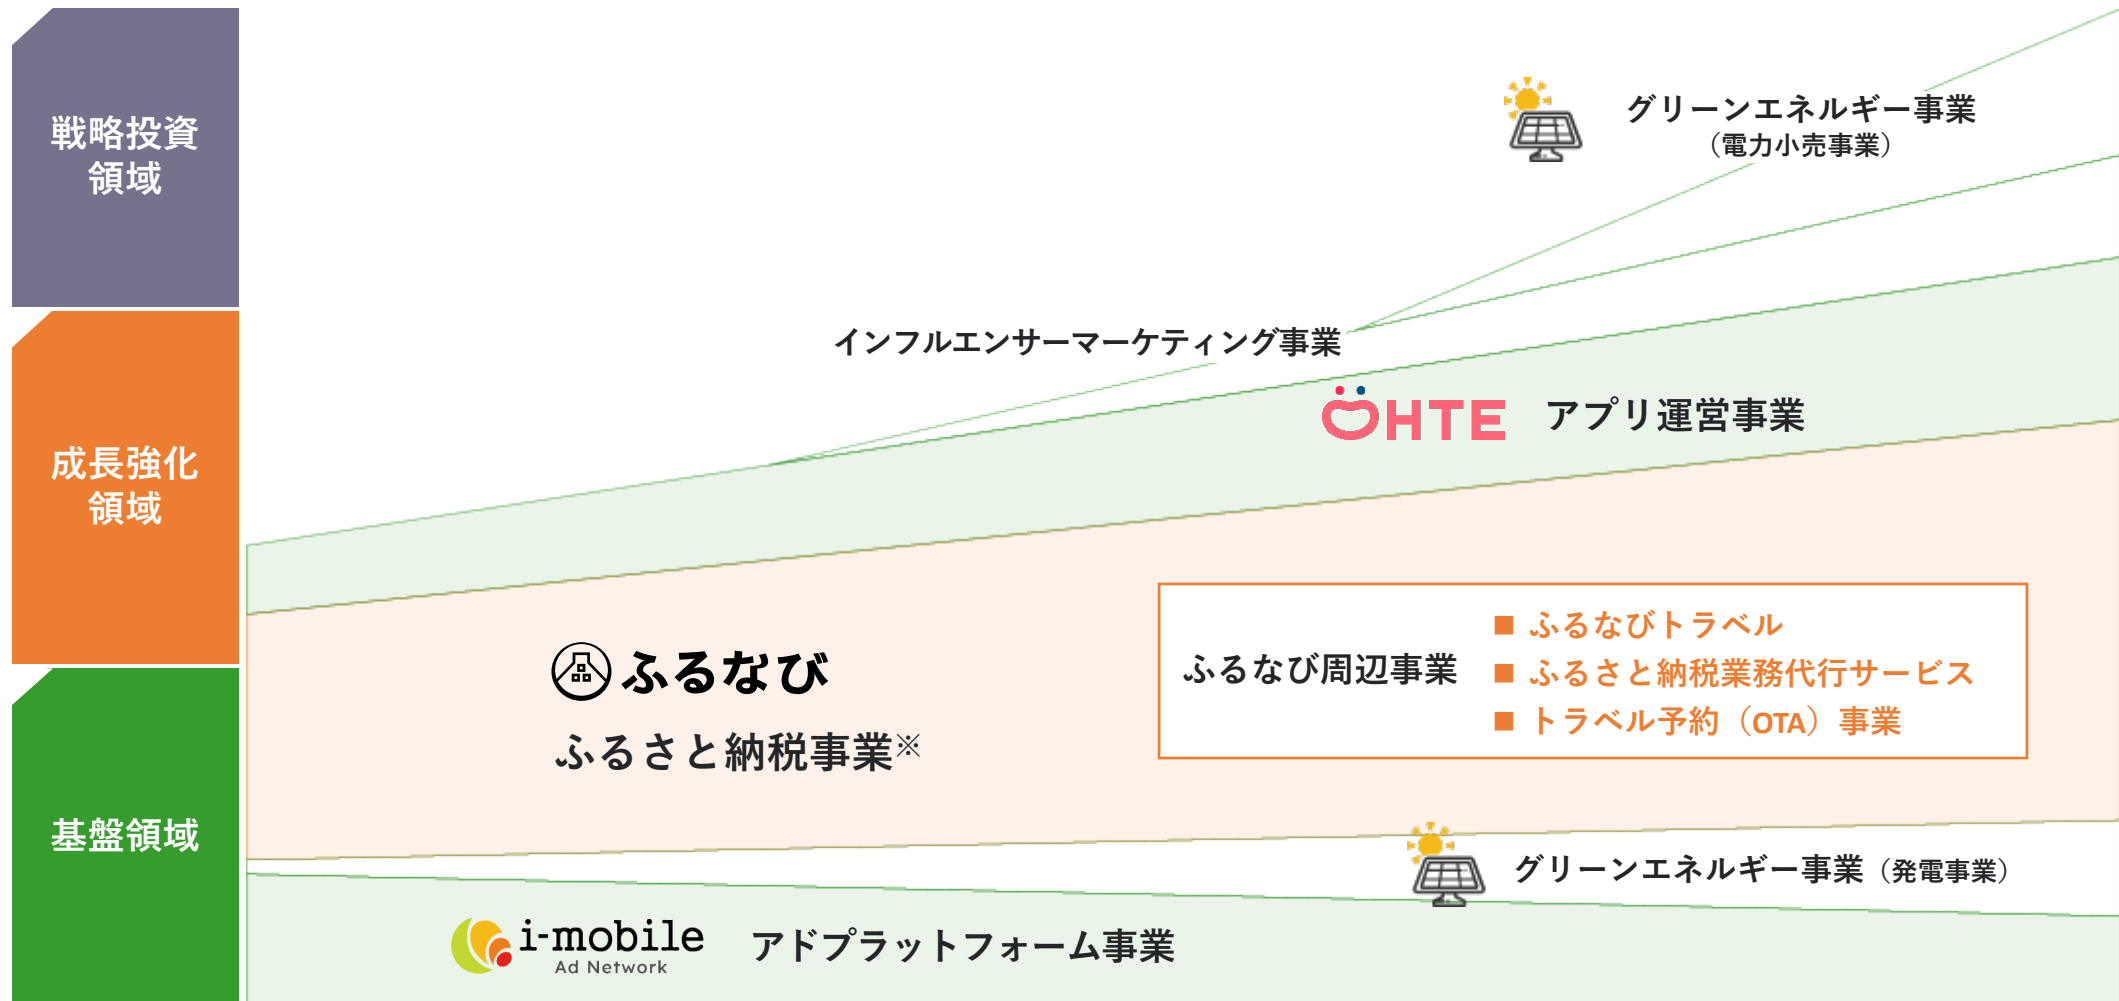 戦略投資
領域
グリーンエネルギー事業
（電力小売事業）
インフルエンサーマーケティング事業
成長強化
領域
OHTE アプリ運営事業
ふるなび
ふるさと納税事業※
ふるなび周辺事業
■ ふるなびトラベル
■ ふるさと納税業務代行サービス
■ トラベル予約（OTA）事業
基盤領域
グリーンエネルギー事業（発電事業）
i-mobile
Ad Network
アドプラットフォーム事業